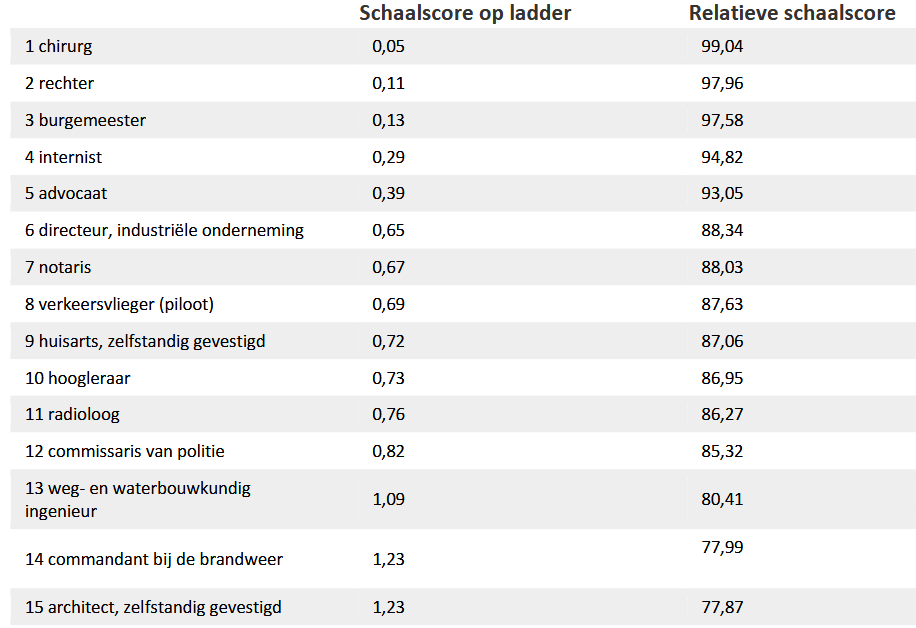 Schaalscore op ladder Relatieve schaalscore
1 chirurg 0,05 99,04
2 rechter 0,11 97,96
3 burgemeester 0,13 97,58
4 internist 0,29 94,82
5 advocaat 0,39 93,05
6 directeur, industriële onderneming 0,65 88,34
7 notaris 0,67 88,03
8 verkeersvlieger (piloot) 0,69 87,63
9 huisarts, zelfstandig gevestigd 0,72 87,06
10 hoogleraar 0,73 86,95
11 radioloog 0,76 86,27
12 commissaris van politie 0,82 85,32
13 weg- en waterbouwkundig
ingenieur 1,09 80,41
14 commandant bij de brandweer 1,23 77,99
15 architect, zelfstandig gevestigd 1,23 77,87